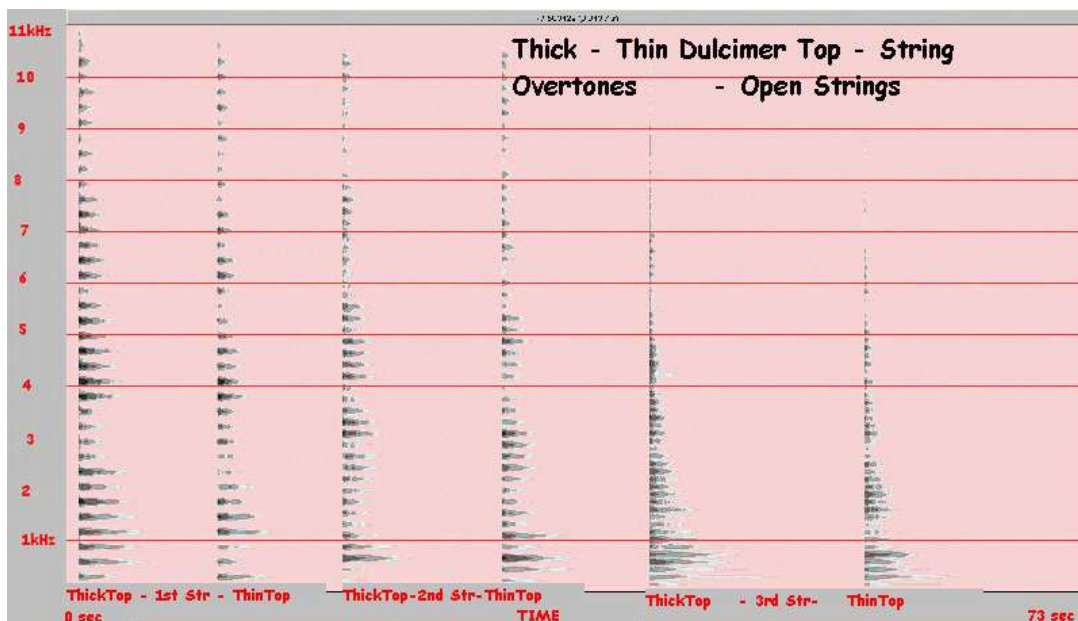 Thick - Thin Dulcimer Top - String
Overtones - Open Strings
11kHz
10
9
8
7
6
5
4
3
2
1kHz
ThickTop - 1st Str - ThinTop
ThickTop-2nd Str-ThinTop
ThickTop - 3rd Str- ThinTop
0 sec
TIME
73 sec